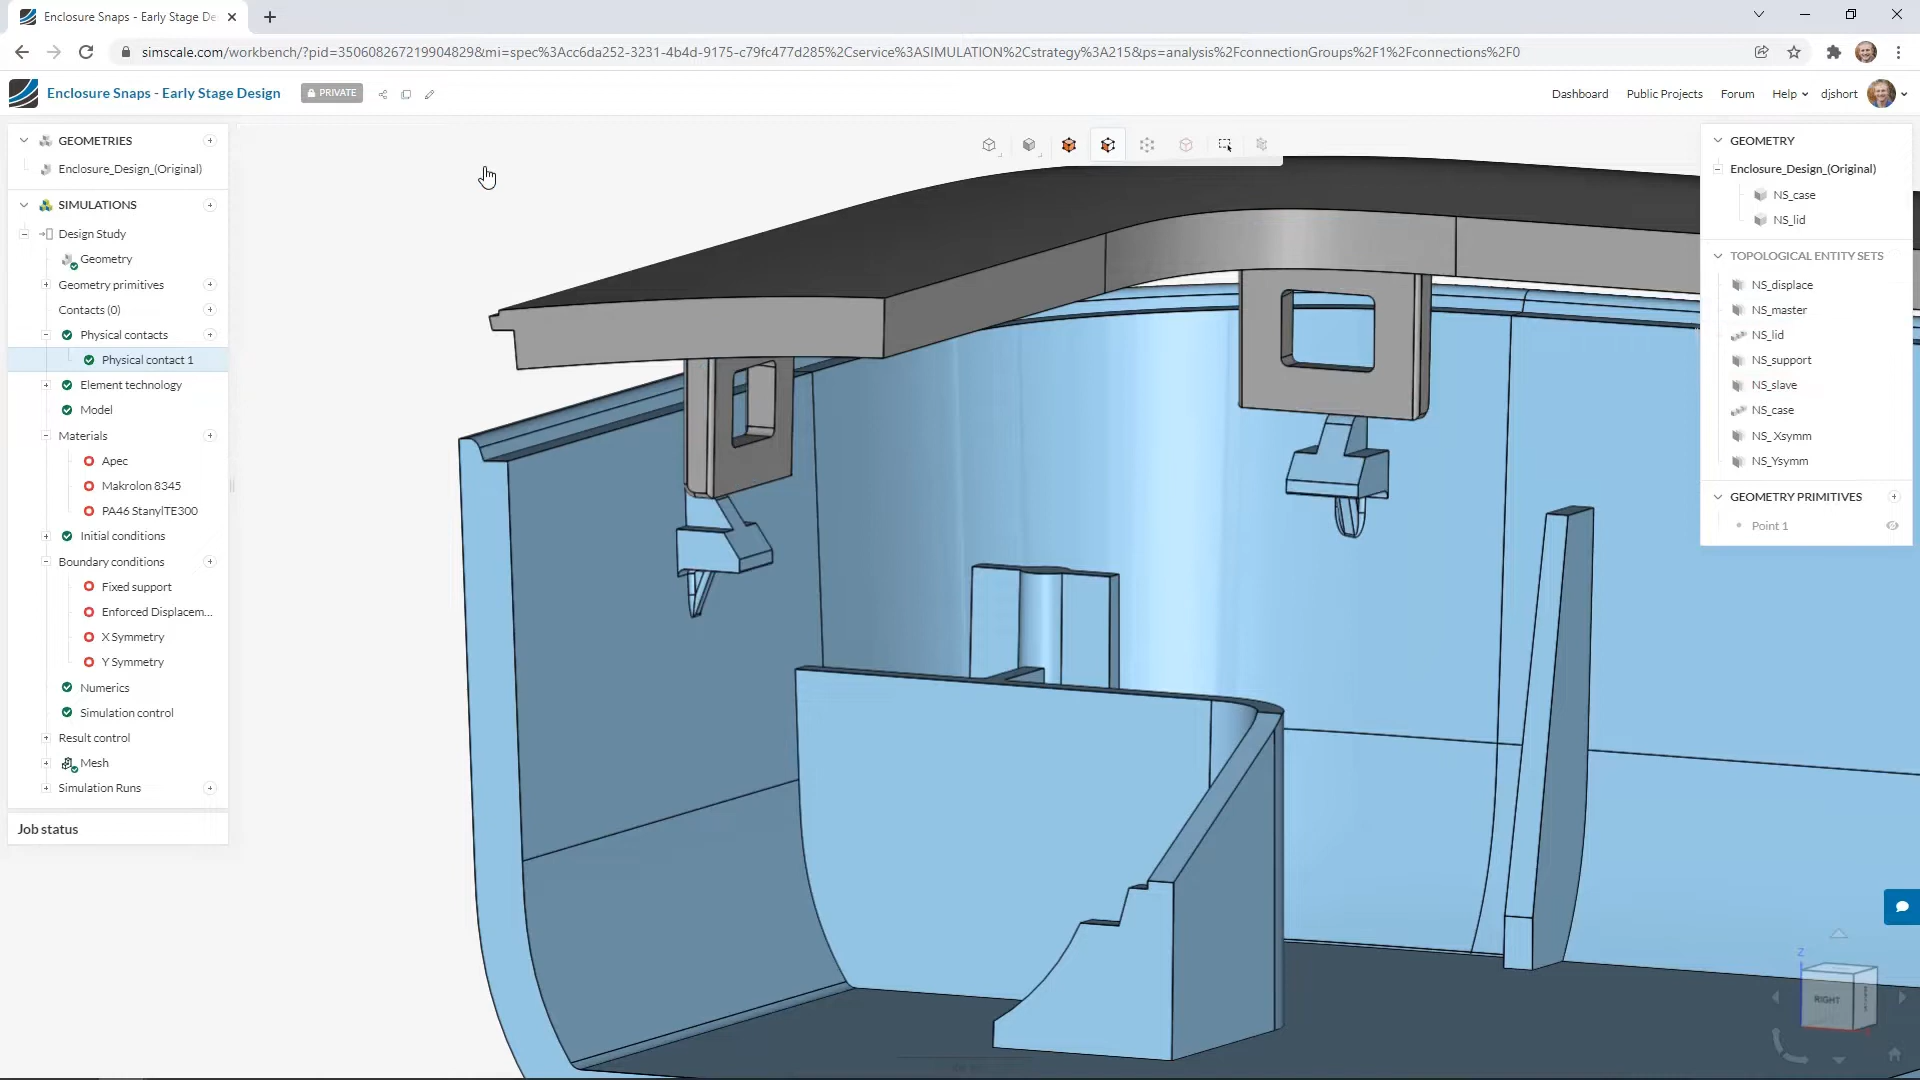 Enclosure Snaps - Early Stage De
simscale.com/workbench/?pid=350608267219904829&mi=spec%3Acc6da252-3231-4b4d-9175-c79fc477d285%2Cservice%3ASIMULATION%2Cstrategy%3A215&ps=analysis%2FconnectionGroups%2F1%2Fconnections%2F0
Enclosure Snaps - Early Stage Design
PRIVATE
Dashboard
Public Projects
Forum
Help
djshort
GEOMETRIES
Enclosure_Design_(Original)
SIMULATIONS
Design Study
Geometry
Geometry primitives
Contacts (0)
Physical contacts
Physical contact 1
Element technology
Model
Materials
Apec
Makrolon 8345
PA46 StanylTE300
Initial conditions
Boundary conditions
Fixed support
Enforced Displacem...
X Symmetry
Y Symmetry
Numerics
Simulation control
Result control
Mesh
Simulation Runs
Job status
GEOMETRY
Enclosure_Design_(Original)
NS_case
NS_lid
TOPOLOGICAL ENTITY SETS
NS_displace
NS_master
NS_lid
NS_support
NS_slave
NS_case
NS_Xsymm
NS_Ysymm
GEOMETRY PRIMITIVES
Point 1
Z
RIGHT